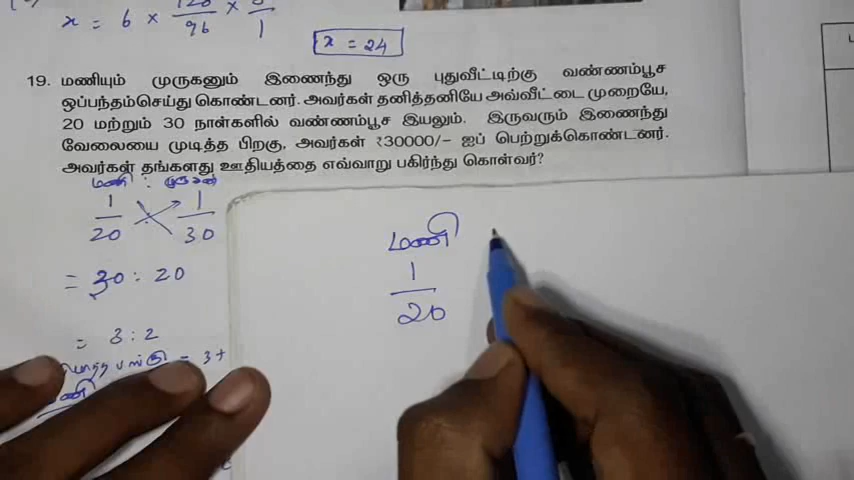 x = 6 × 120/96 × /1
x = 24
19. மணியும் முருகனும் இணைந்து ஒரு புதுவீட்டிற்கு வண்ணம்பூச
ஒப்பந்தம்செய்து கொண்டனர். அவர்கள் தனித்தனியே அவ்வீட்டை முறையே,
20 மற்றும் 30 நாள்களில் வண்ணம்பூச இயலும். இருவரும் இணைந்து
வேலையை முடித்த பிறகு, அவர்கள் ₹30000/- ஐப் பெற்றுக்கொண்டனர்.
அவர்கள் தங்களது ஊதியத்தை எவ்வாறு பகிர்ந்து கொள்வர்?
மணி : முருகன்
1/20 1/30
= 30 : 20
= 3 : 2
= 3+
மணி
1/20